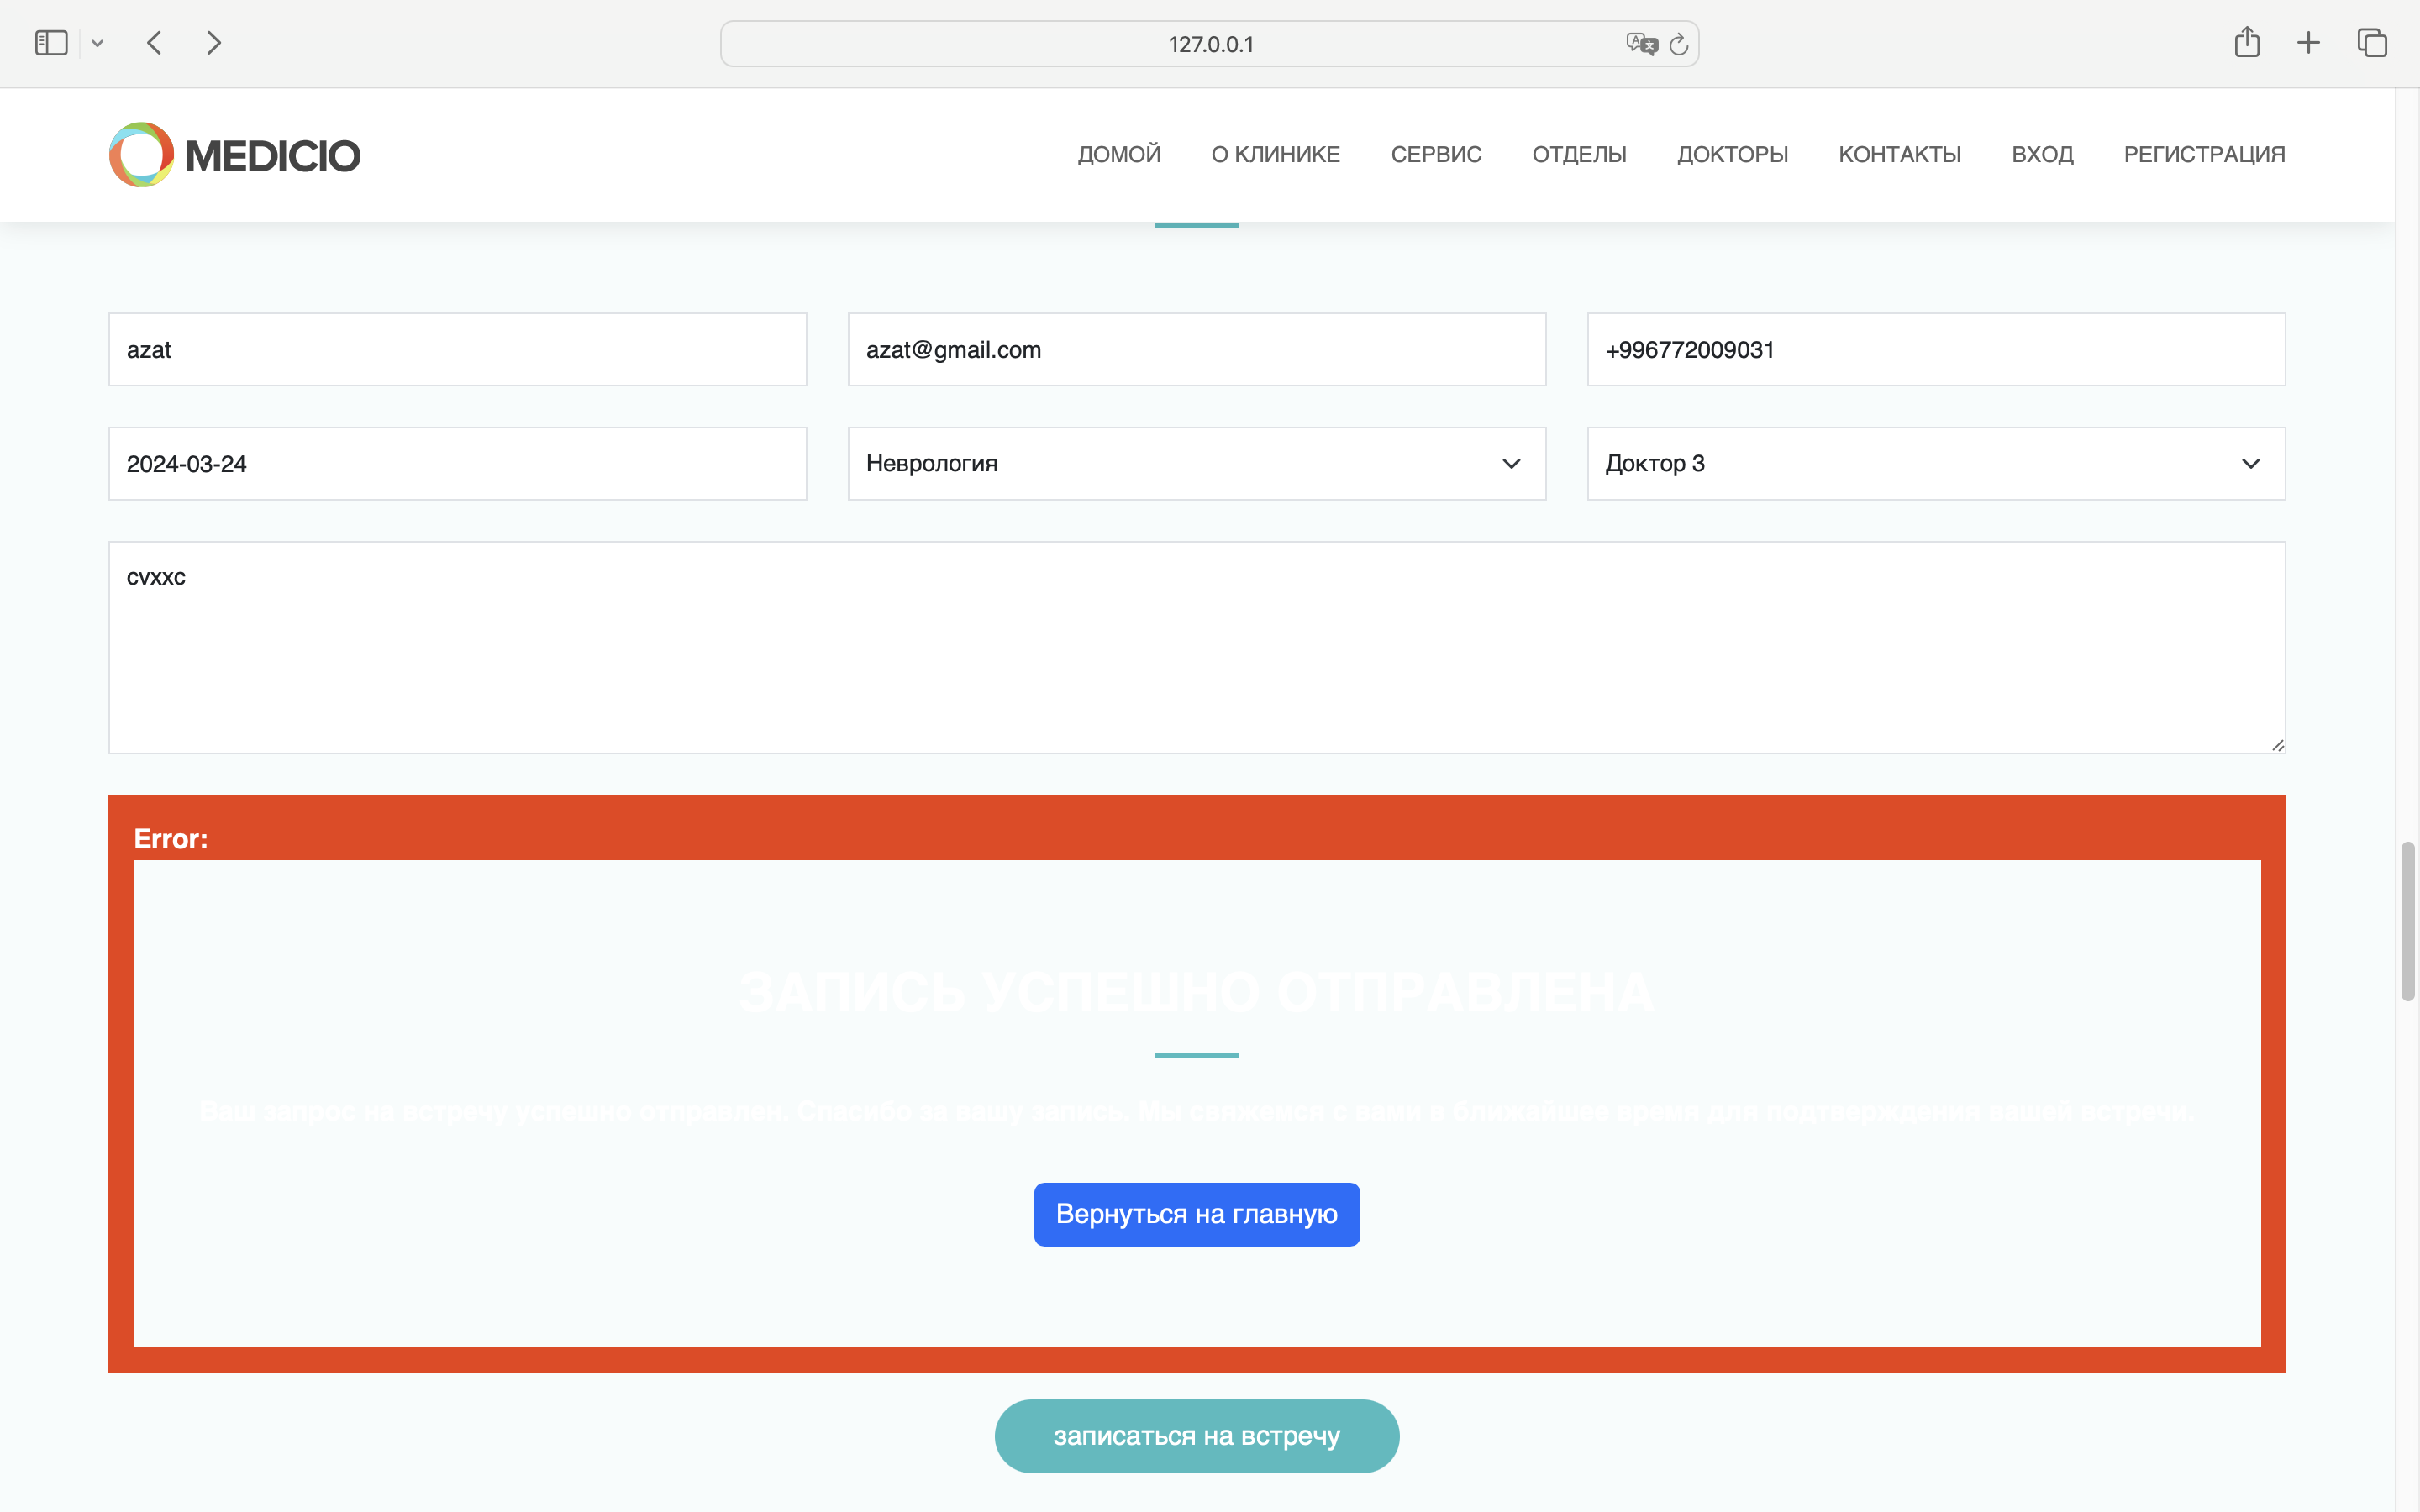 127.0.0.1
MEDICIO
ДОМОЙ О КЛИНИКЕ СЕРВИС ОТДЕЛЫ ДОКТОРЫ КОНТАКТЫ ВХОД РЕГИСТРАЦИЯ
azat azat@gmail.com +996772009031
2024-03-24 Неврология Доктор 3
cvxxc
Error:
ЗАПИСЬ УСПЕШНО ОТПРАВЛЕНА
Ваш запрос на встречу успешно отправлен. Спасибо за вашу запись. Мы свяжемся с вами в ближайшее время для подтверждения вашей встречи.
Вернуться на главную
записаться на встречу